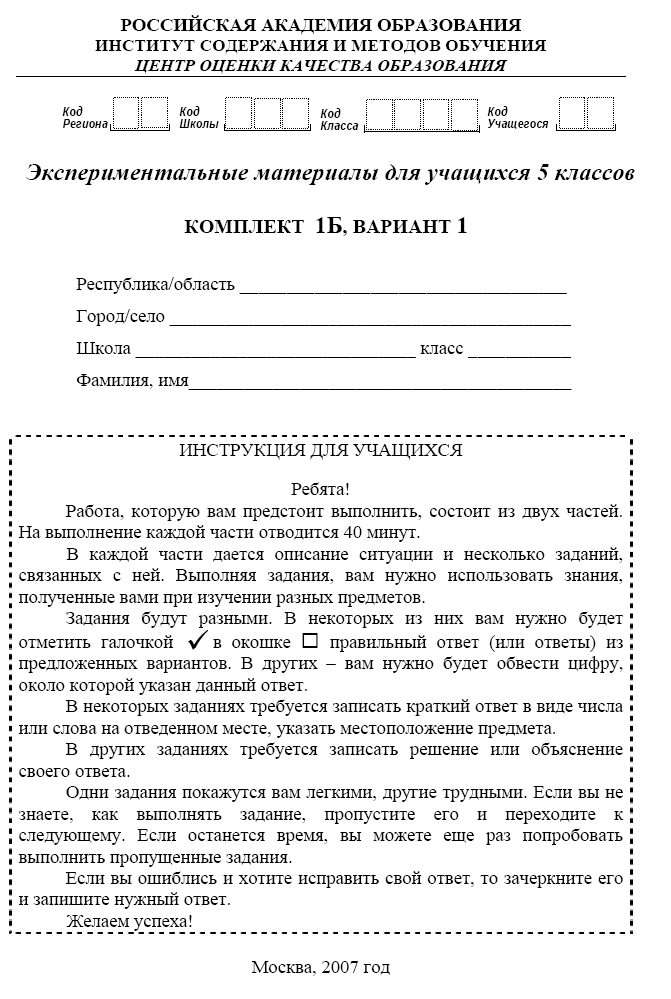 РОССИЙСКАЯ АКАДЕМИЯ ОБРАЗОВАНИЯ
ИНСТИТУТ СОДЕРЖАНИЯ И МЕТОДОВ ОБУЧЕНИЯ
ЦЕНТР ОЦЕНКИ КАЧЕСТВА ОБРАЗОВАНИЯ
Код Региона Код Школы Код Класса Код Учащегося
Экспериментальные материалы для учащихся 5 классов
КОМПЛЕКТ 1Б, ВАРИАНТ 1
Республика/область ___________________________________
Город/село ___________________________________________
Школа ______________________________ класс ___________
Фамилия, имя_________________________________________
ИНСТРУКЦИЯ ДЛЯ УЧАЩИХСЯ
Ребята!
Работа, которую вам предстоит выполнить, состоит из двух частей.
На выполнение каждой части отводится 40 минут.
В каждой части дается описание ситуации и несколько заданий,
связанных с ней. Выполняя задания, вам нужно использовать знания,
полученные вами при изучении разных предметов.
Задания будут разными. В некоторых из них вам нужно будет
отметить галочкой ✓ в окошке ☐ правильный ответ (или ответы) из
предложенных вариантов. В других – вам нужно будет обвести цифру,
около которой указан данный ответ.
В некоторых заданиях требуется записать краткий ответ в виде числа
или слова на отведенном месте, указать местоположение предмета.
В других заданиях требуется записать решение или объяснение
своего ответа.
Одни задания покажутся вам легкими, другие трудными. Если вы не
знаете, как выполнять задание, пропустите его и переходите к
следующему. Если останется время, вы можете еще раз попробовать
выполнить пропущенные задания.
Если вы ошиблись и хотите исправить свой ответ, то зачеркните его
и запишите нужный ответ.
Желаем успеха!
Москва, 2007 год